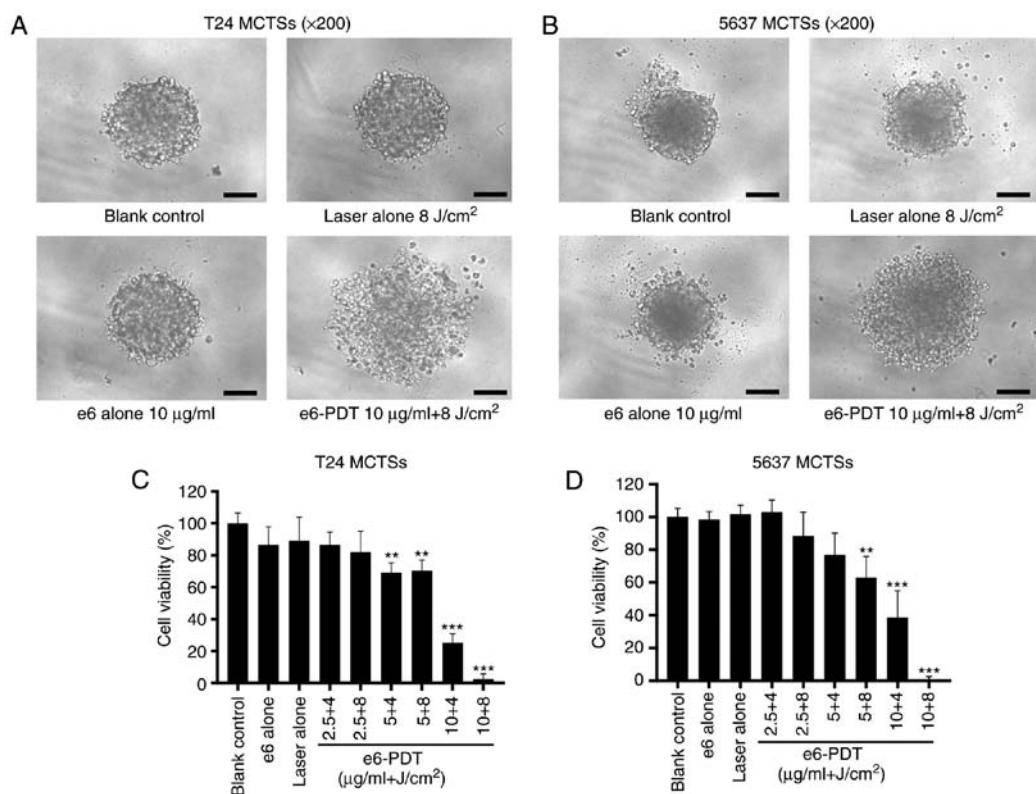 A
T24 MCTSs (×200)
Blank control
Laser alone 8 J/cm²
e6 alone 10 µg/ml
e6-PDT 10 µg/ml+8 J/cm²
B
5637 MCTSs (×200)
Blank control
Laser alone 8 J/cm²
e6 alone 10 µg/ml
e6-PDT 10 µg/ml+8 J/cm²
C
T24 MCTSs
Cell viability (%)
120
100
80
60
40
20
0
**
**
***
***
Blank control
e6 alone
Laser alone
2.5+4
2.5+8
5+4
5+8
10+4
10+8
e6-PDT
(µg/ml+J/cm²)
D
5637 MCTSs
Cell viability (%)
120
100
80
60
40
20
0
**
***
***
Blank control
e6 alone
Laser alone
2.5+4
2.5+8
5+4
5+8
10+4
10+8
e6-PDT
(µg/ml+J/cm²)